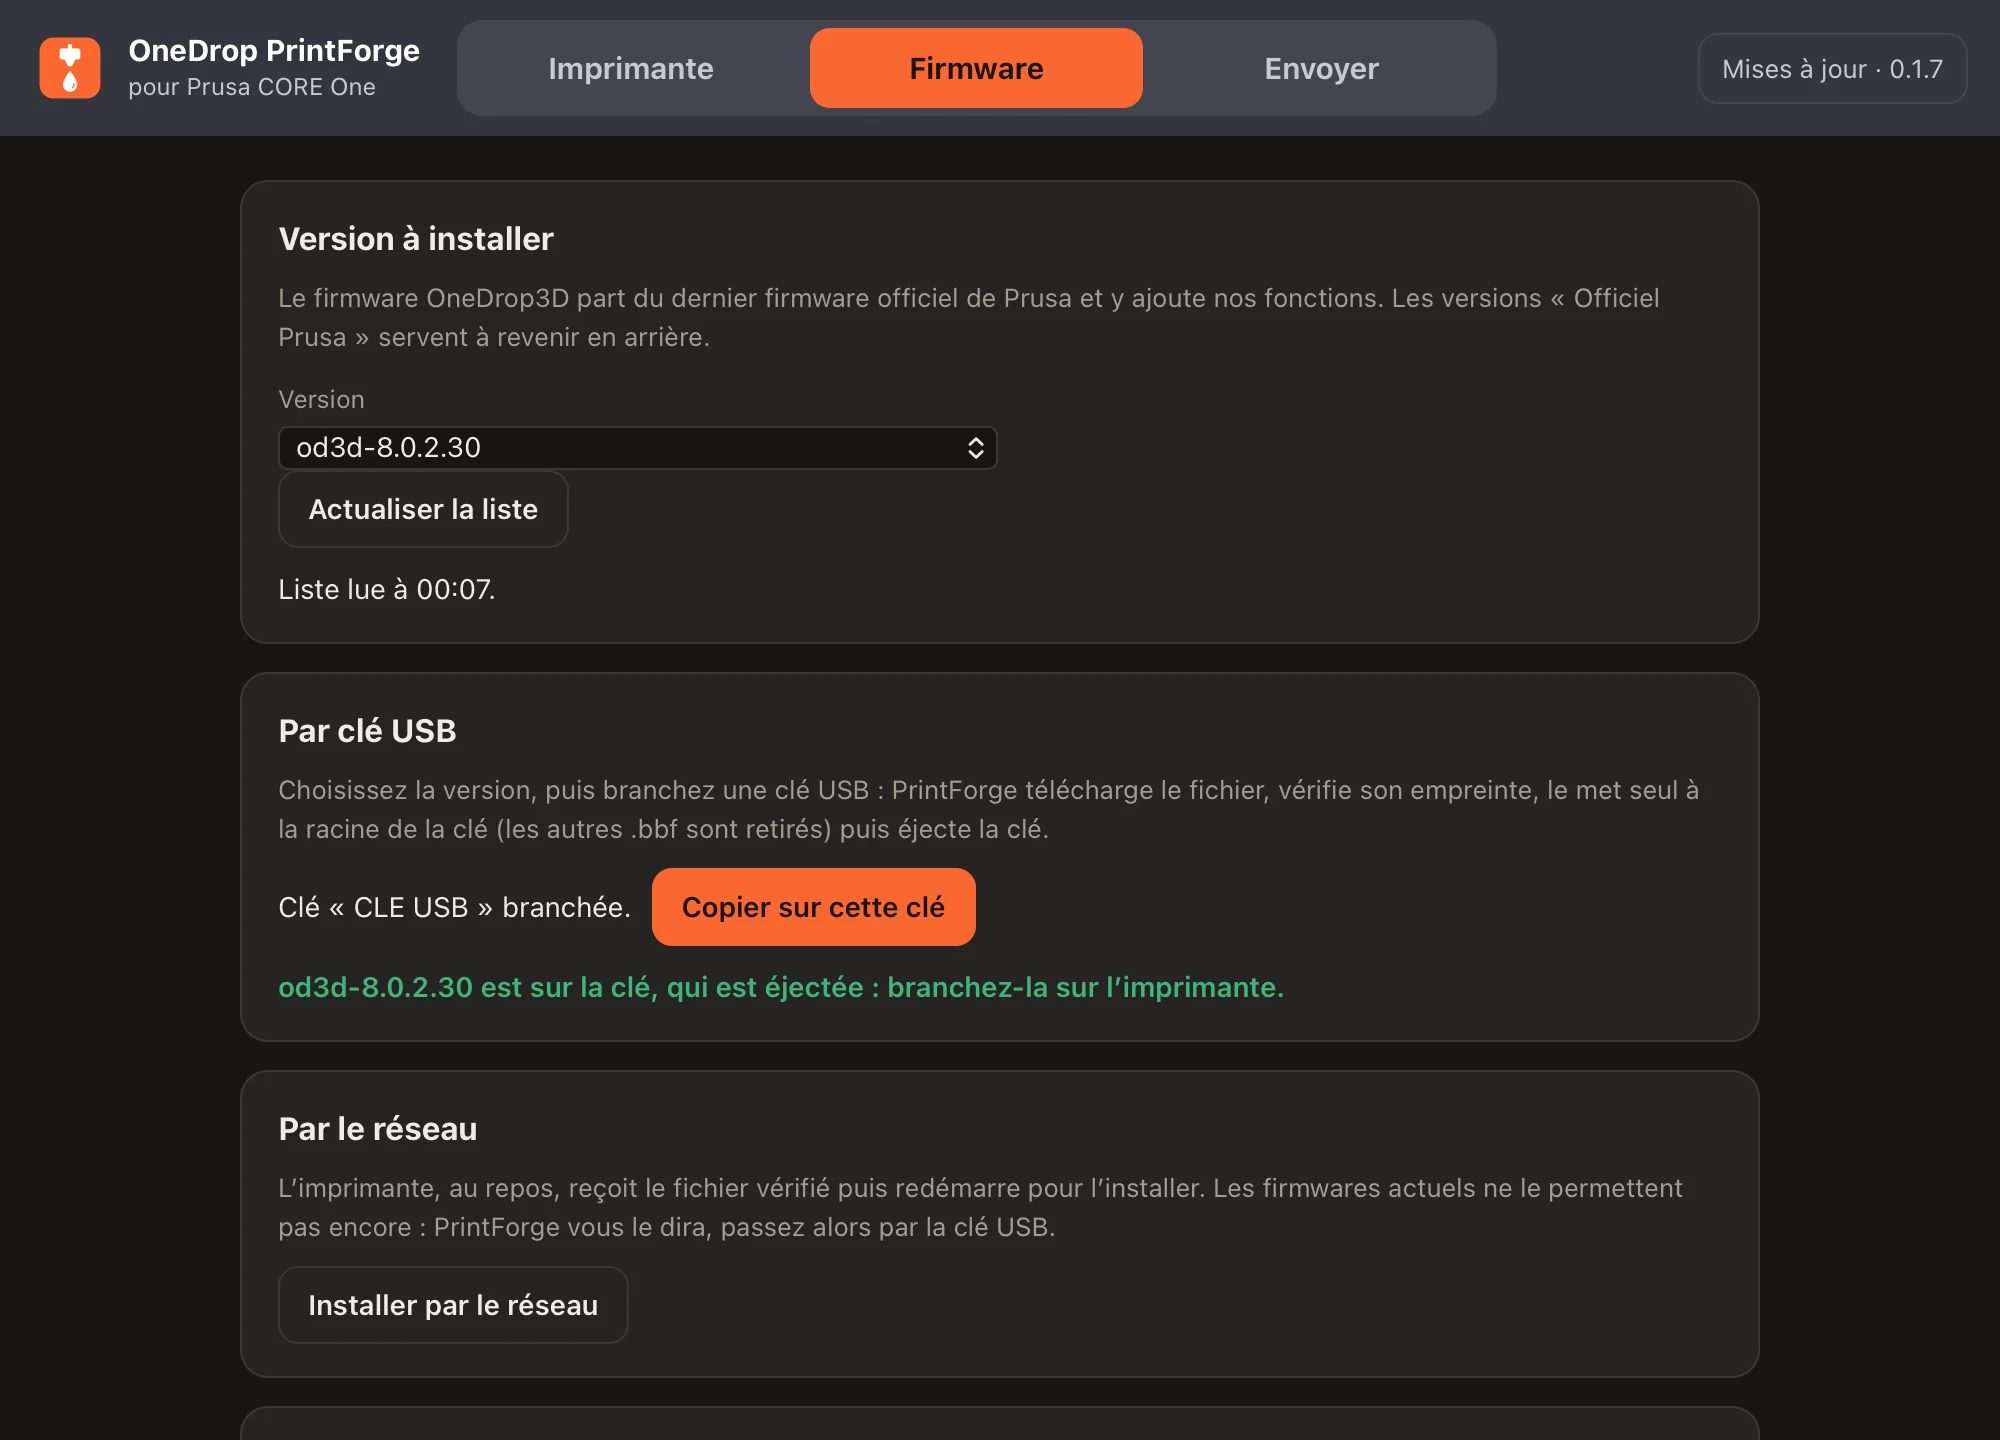 OneDrop PrintForge
pour Prusa CORE One
Imprimante
Firmware
Envoyer
Mises à jour · 0.1.7
Version à installer
Le firmware OneDrop3D part du dernier firmware officiel de Prusa et y ajoute nos fonctions. Les versions « Officiel
Prusa » servent à revenir en arrière.
Version
od3d-8.0.2.30
Actualiser la liste
Liste lue à 00:07.
Par clé USB
Choisissez la version, puis branchez une clé USB : PrintForge télécharge le fichier, vérifie son empreinte, le met seul à
la racine de la clé (les autres .bbf sont retirés) puis éjecte la clé.
Clé « CLE USB » branchée.
Copier sur cette clé
od3d-8.0.2.30 est sur la clé, qui est éjectée : branchez-la sur l’imprimante.
Par le réseau
L’imprimante, au repos, reçoit le fichier vérifié puis redémarre pour l’installer. Les firmwares actuels ne le permettent
pas encore : PrintForge vous le dira, passez alors par la clé USB.
Installer par le réseau